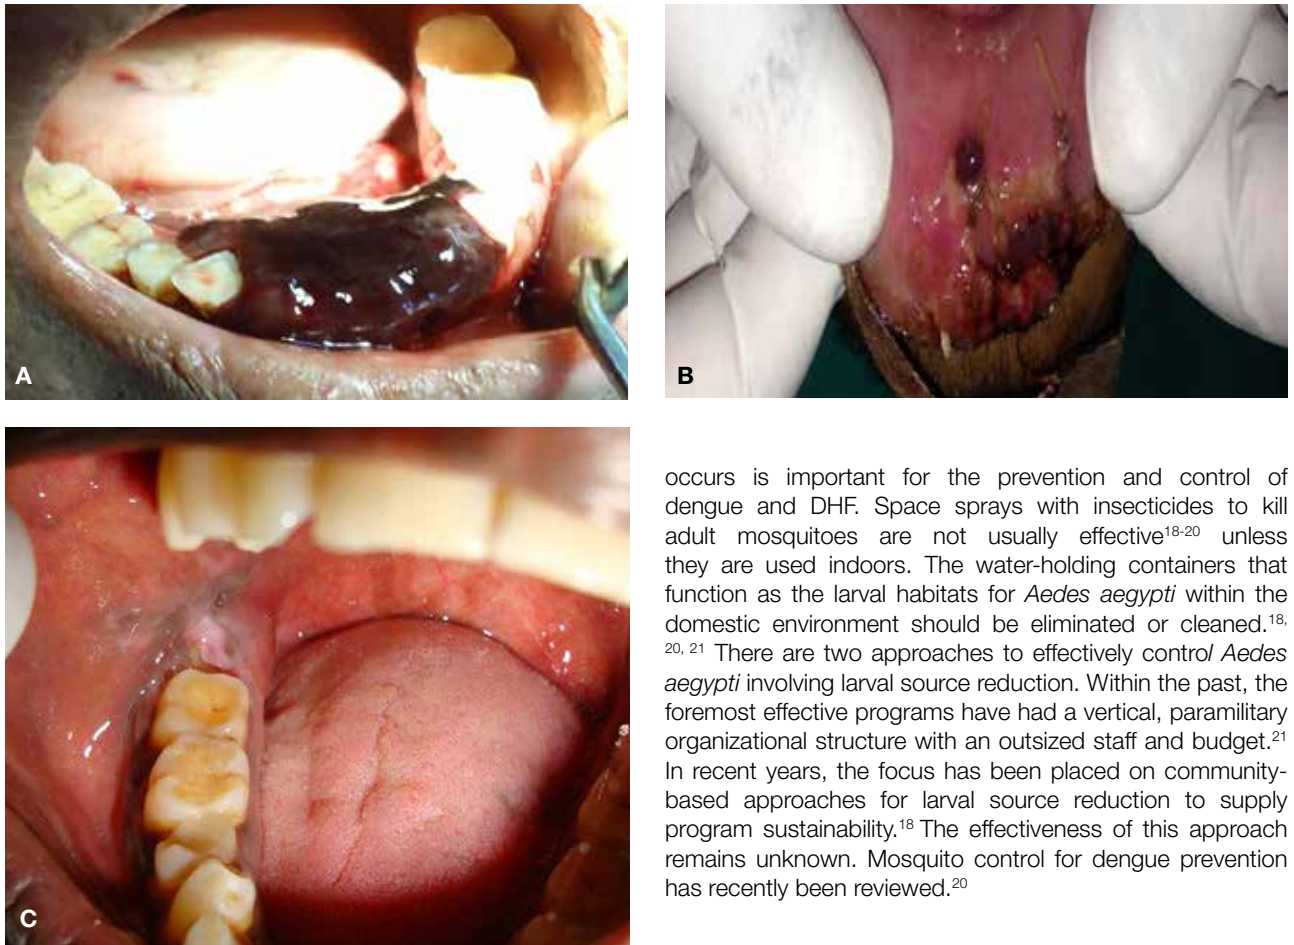 A
B
C
occurs is important for the prevention and control of
dengue and DHF. Space sprays with insecticides to kill
adult mosquitoes are not usually effective18-20 unless
they are used indoors. The water-holding containers that
function as the larval habitats for Aedes aegypti within the
domestic environment should be eliminated or cleaned.18,
20, 21 There are two approaches to effectively control Aedes
aegypti involving larval source reduction. Within the past, the
foremost effective programs have had a vertical, paramilitary
organizational structure with an outsized staff and budget.21
In recent years, the focus has been placed on community-
based approaches for larval source reduction to supply
program sustainability.18 The effectiveness of this approach
remains unknown. Mosquito control for dengue prevention
has recently been reviewed.20